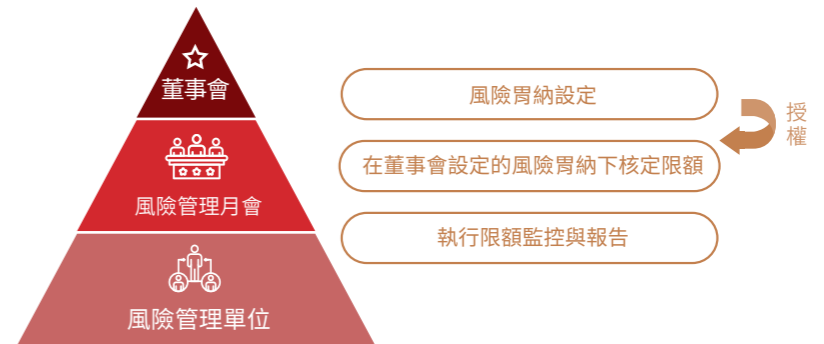 董事會
風險胃納設定
授
權
在董事會設定的風險胃納下核定限額
風險管理月會
執行限額監控與報告
風險管理單位